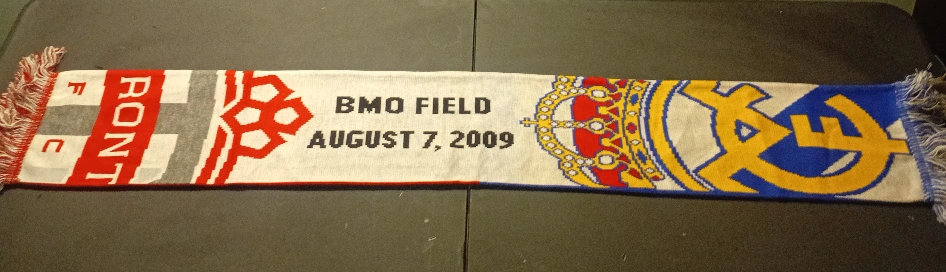 F C
RONT
BMO FIELD
AUGUST 7, 2009